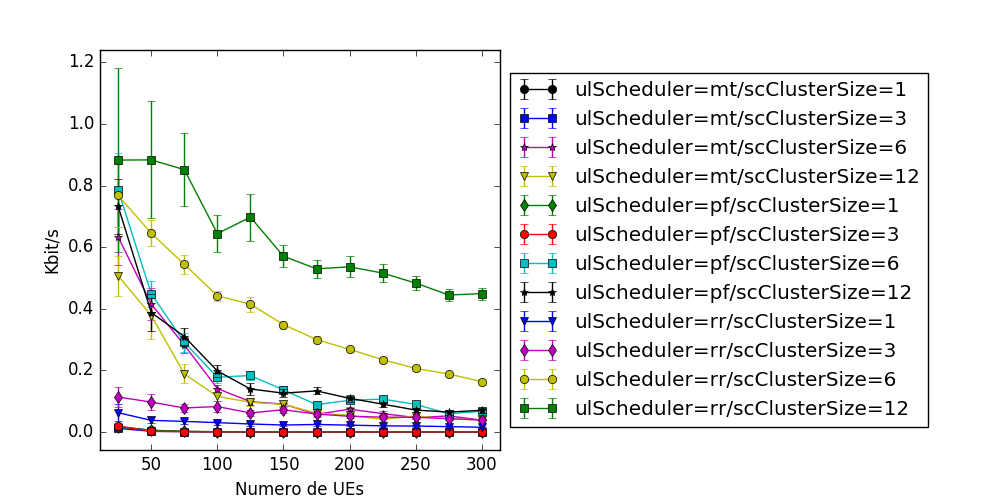 1.2
1.0
0.8
0.6
0.4
0.2
0.0
Kbit/s
50 100 150 200 250 300
Numero de UEs
ulScheduler=mt/scClusterSize=1
ulScheduler=mt/scClusterSize=3
ulScheduler=mt/scClusterSize=6
ulScheduler=mt/scClusterSize=12
ulScheduler=pf/scClusterSize=1
ulScheduler=pf/scClusterSize=3
ulScheduler=pf/scClusterSize=6
ulScheduler=pf/scClusterSize=12
ulScheduler=rr/scClusterSize=1
ulScheduler=rr/scClusterSize=3
ulScheduler=rr/scClusterSize=6
ulScheduler=rr/scClusterSize=12